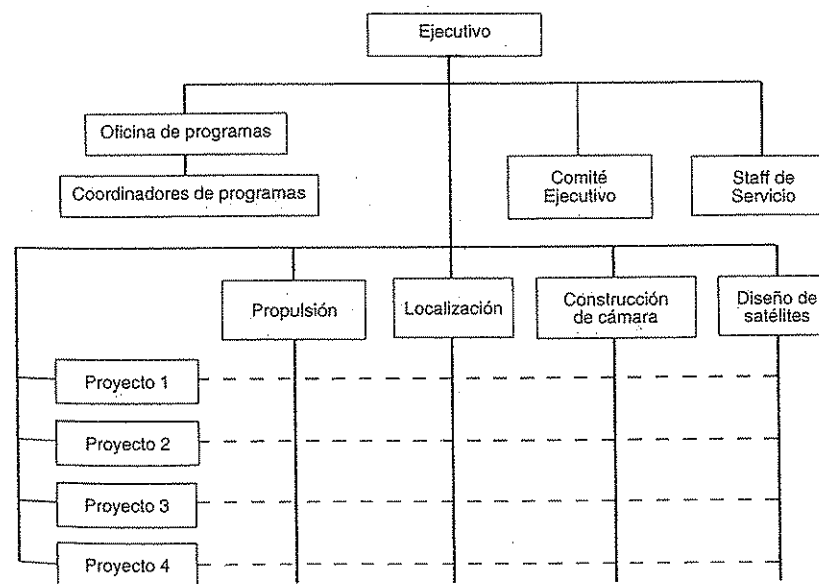 Ejecutivo
Oficina de programas
Coordinadores de programas
Comité
Ejecutivo
Staff de
Servicio
Propulsión
Localización
Construcción
de cámara
Diseño de
satélites
Proyecto 1
Proyecto 2
Proyecto 3
Proyecto 4